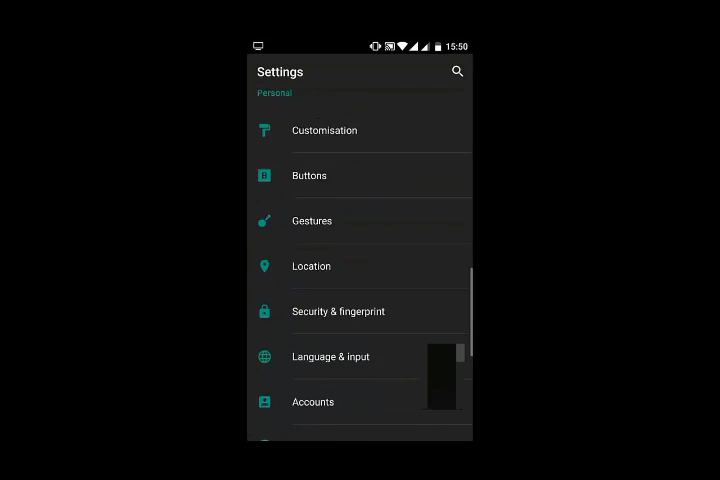 15:50
Settings
Personal
Customisation
B Buttons
Gestures
Location
Security & fingerprint
Language & input
Accounts